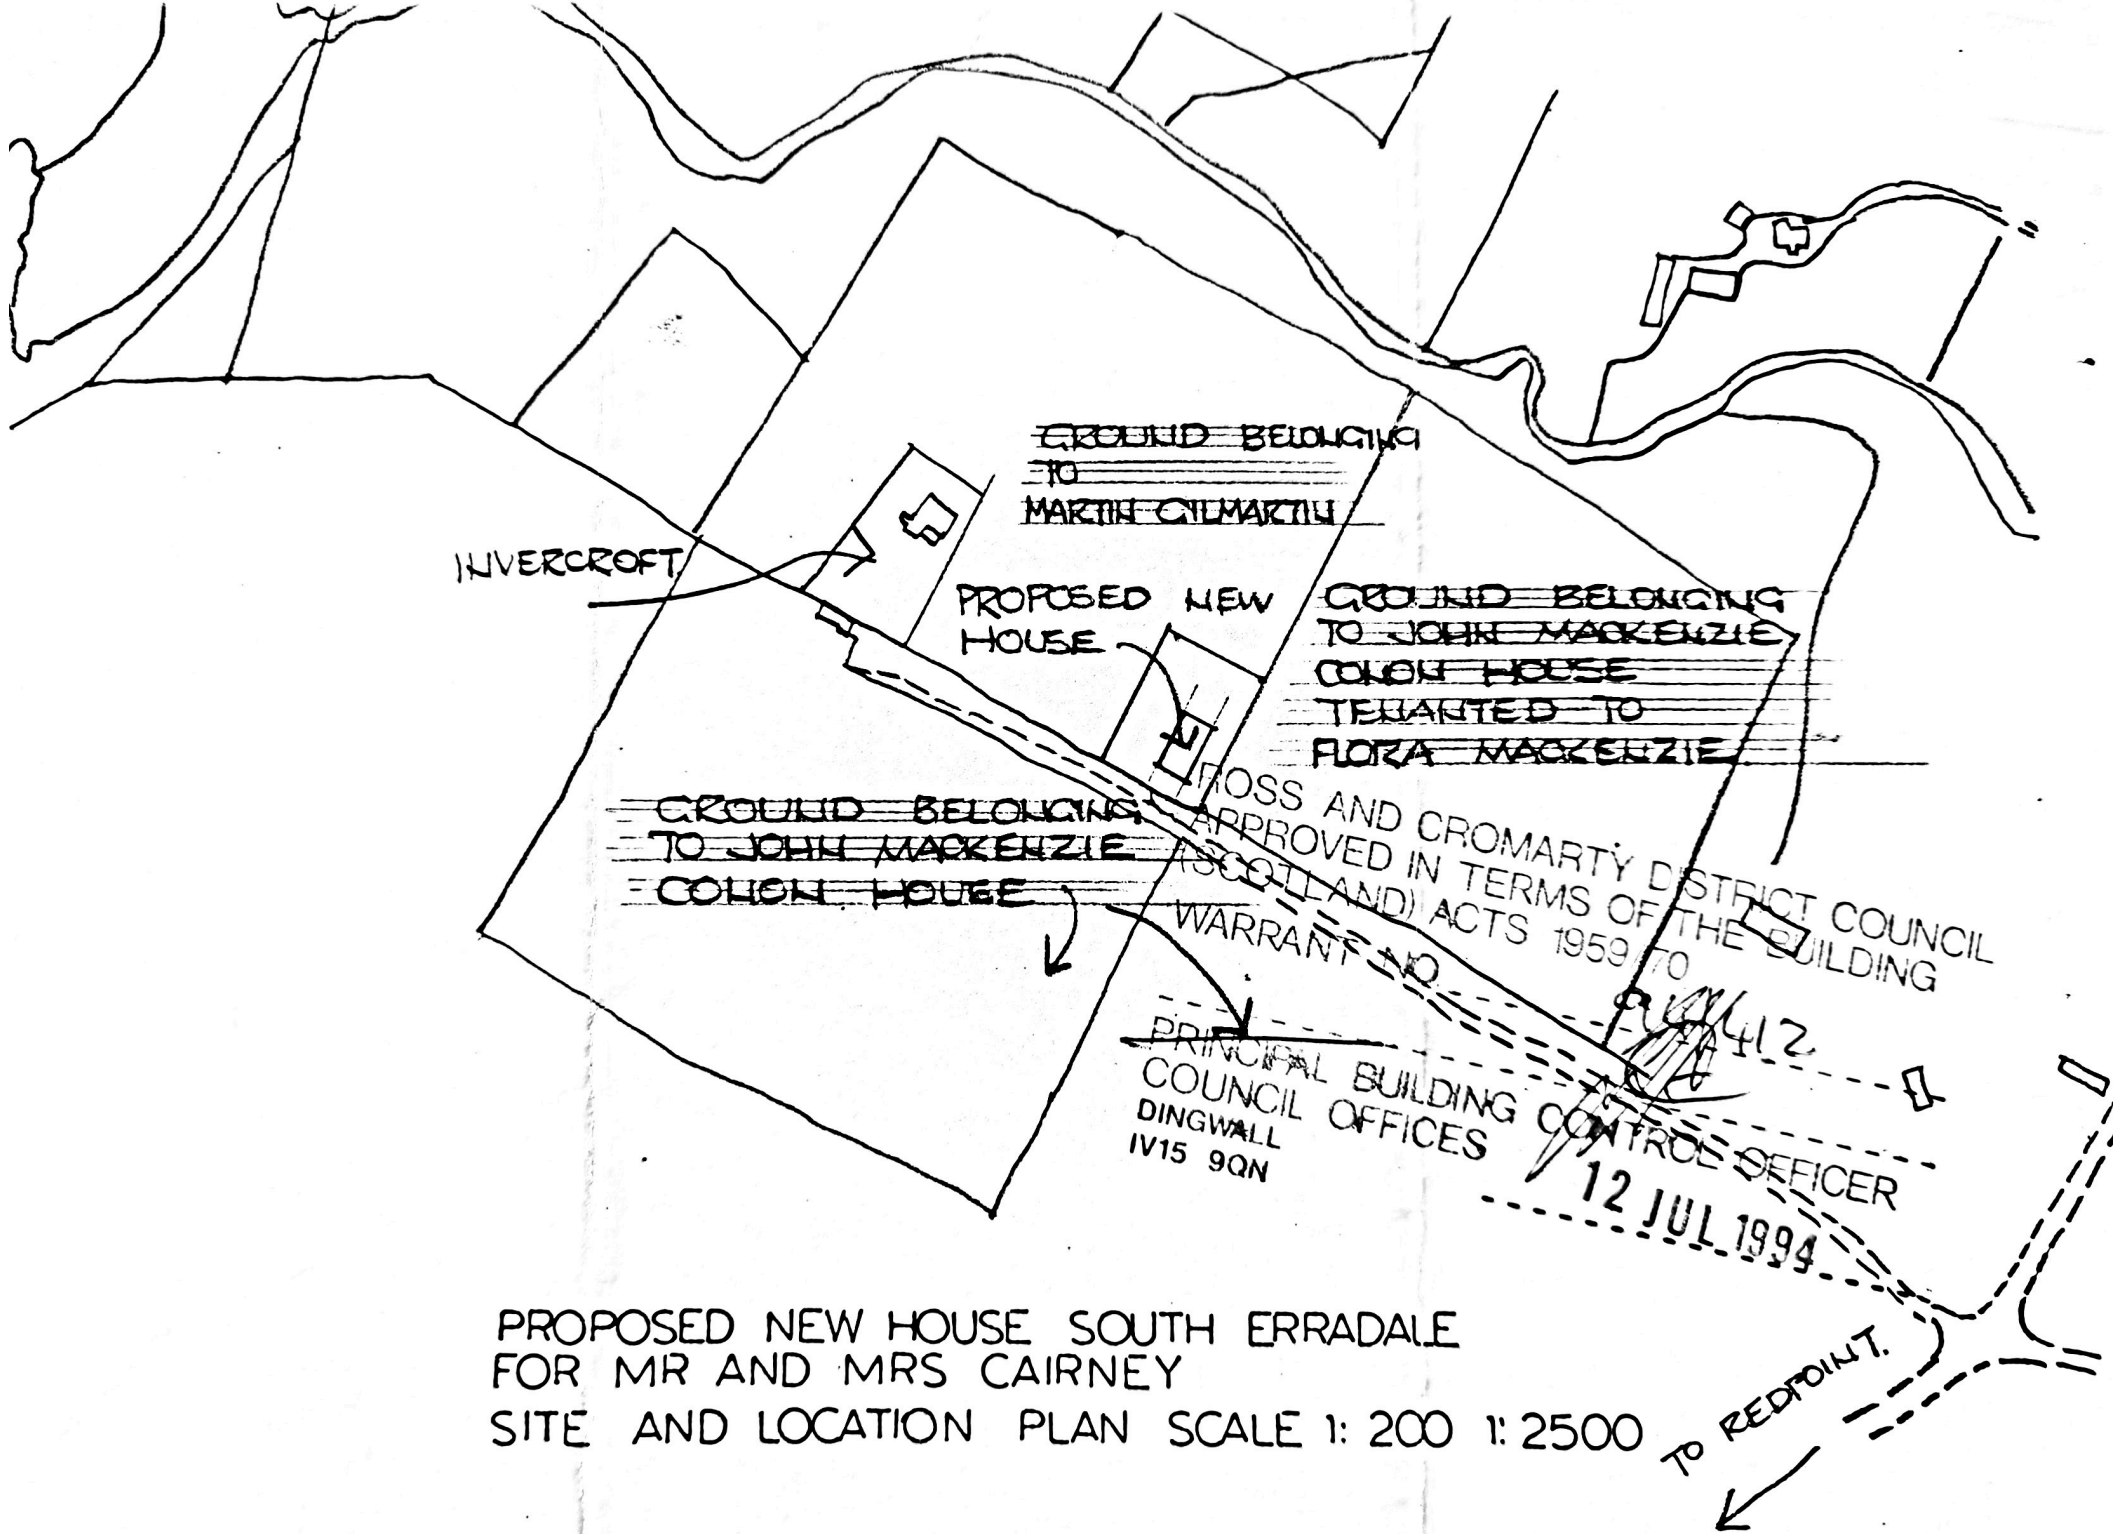 GROUND BELONGING
TO
MARTIN GILMARTIN
INVERCROFT.
PROPOSED NEW
HOUSE
GROUND BELONGING
TO JOHN MACKENZIE
CONON HOUSE
TENANTED TO
FLORA MACKENZIE
GROUND BELONGING
TO JOHN MACKENZIE
CONON HOUSE
ROSS AND CROMARTY DISTRICT COUNCIL
APPROVED IN TERMS OF THE BUILDING
(SCOTLAND) ACTS 1959/70
WARRANT NO
PRINCIPAL BUILDING CONTROL OFFICER
COUNCIL OFFICES
DINGWALL
IV15 9QN
12 JUL 1994
PROPOSED NEW HOUSE SOUTH ERRADALE
FOR MR AND MRS CAIRNEY
SITE AND LOCATION PLAN SCALE 1: 200 1: 2500
TO REDPOINT.